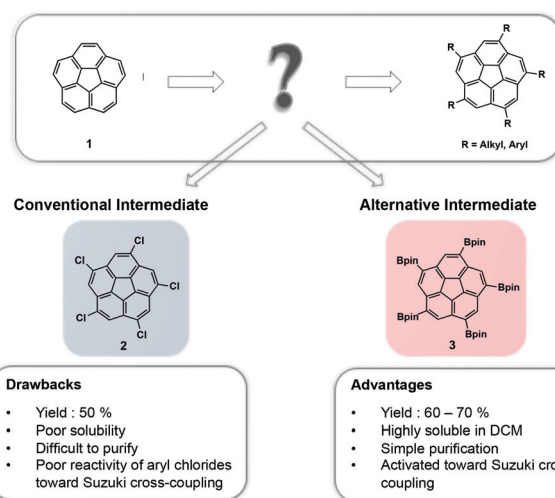 R
R
R
R
R
1
?
R = Alkyl, Aryl
Conventional Intermediate
Alternative Intermediate
Cl
Cl
Cl
Cl
Cl
2
Bpin
Bpin
Bpin
Bpin
Bpin
3
Drawbacks
• Yield : 50 %
• Poor solubility
• Difficult to purify
• Poor reactivity of aryl chlorides
toward Suzuki cross-coupling
Advantages
• Yield : 60 – 70 %
• Highly soluble in DCM
• Simple purification
• Activated toward Suzuki cro
coupling